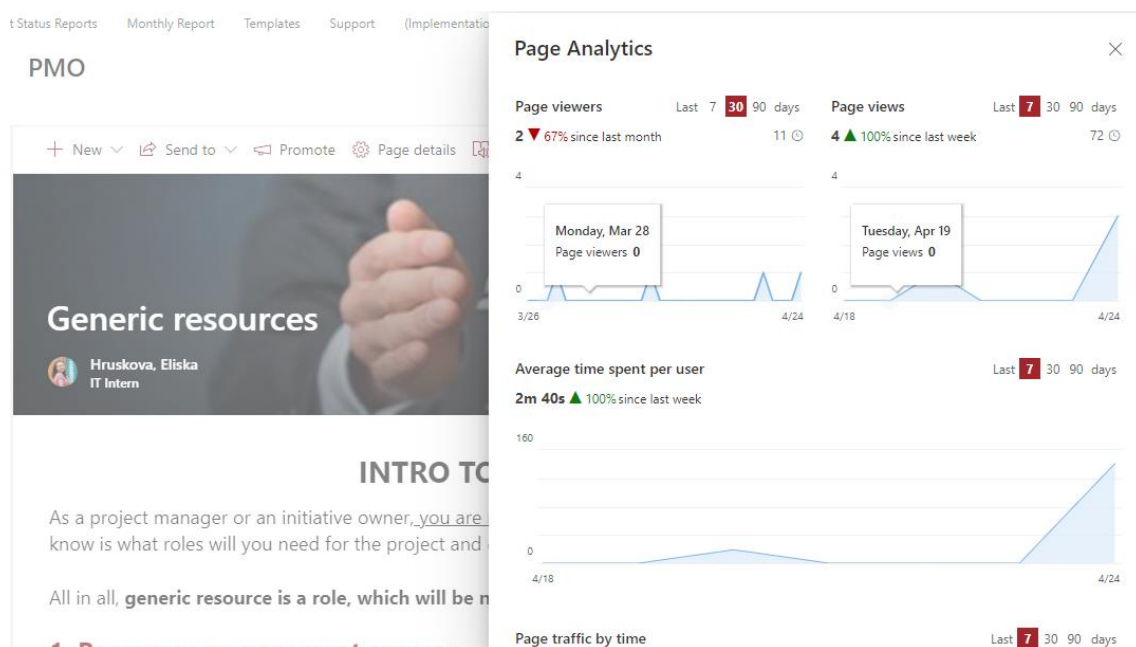 t Status Reports Monthly Report Templates Support (Implementatio
PMO
New Send to Promote Page details
Generic resources
Hruskova, Eliska
IT Intern
INTRO TO
As a project manager or an initiative owner, you are
know is what roles will you need for the project and
All in all, generic resource is a role, which will be n
Page Analytics
Page viewers Last 7 30 90 days
2 ▼ 67% since last month 11
4
Monday, Mar 28
Page viewers 0
0
3/26 4/24
Page views Last 7 30 90 days
4 ▲ 100% since last week 72
4
Tuesday, Apr 19
Page views 0
0
4/18 4/24
Average time spent per user Last 7 30 90 days
2m 40s ▲ 100% since last week
160
0
4/18 4/24
Page traffic by time Last 7 30 90 days